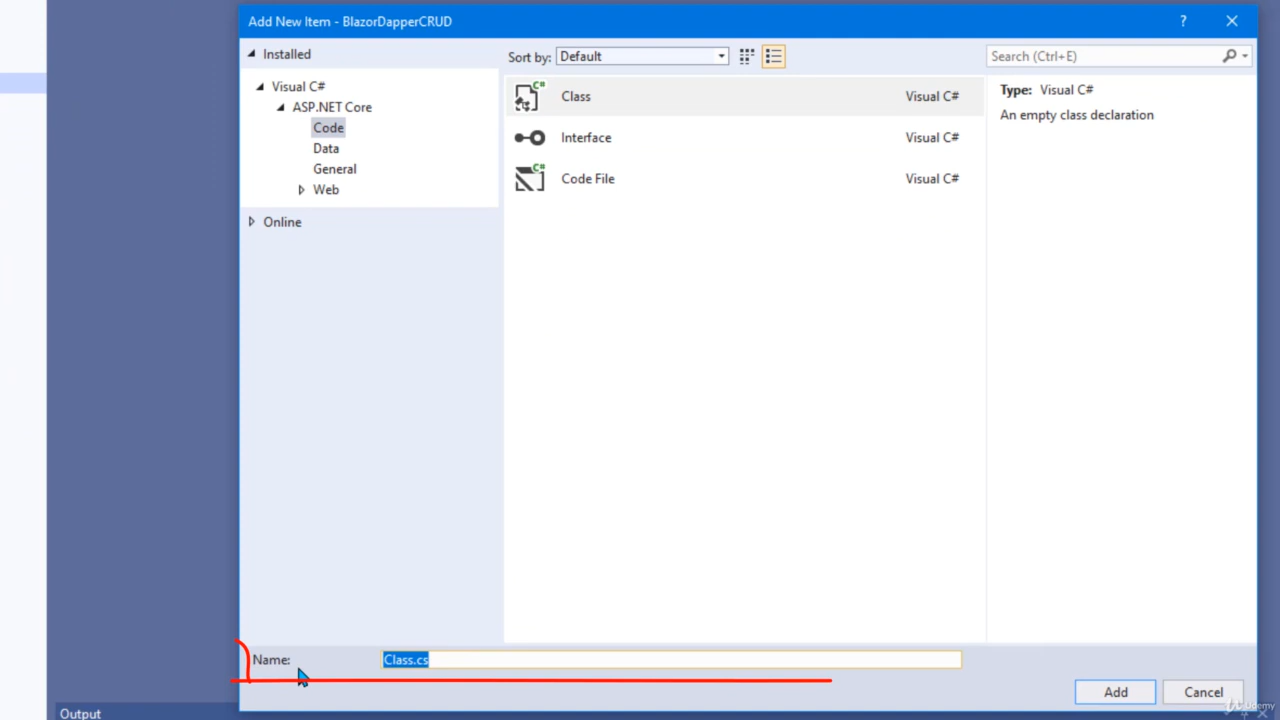 Add New Item - BlazorDapperCRUD
?
Installed
Sort by: Default
Search (Ctrl+E)
Visual C#
ASP.NET Core
Code
Data
General
Web
Online
C# Class Visual C#
Interface Visual C#
C# Code File Visual C#
Type: Visual C#
An empty class declaration
Name: Class.cs
Add
Cancel
Output
Udemy